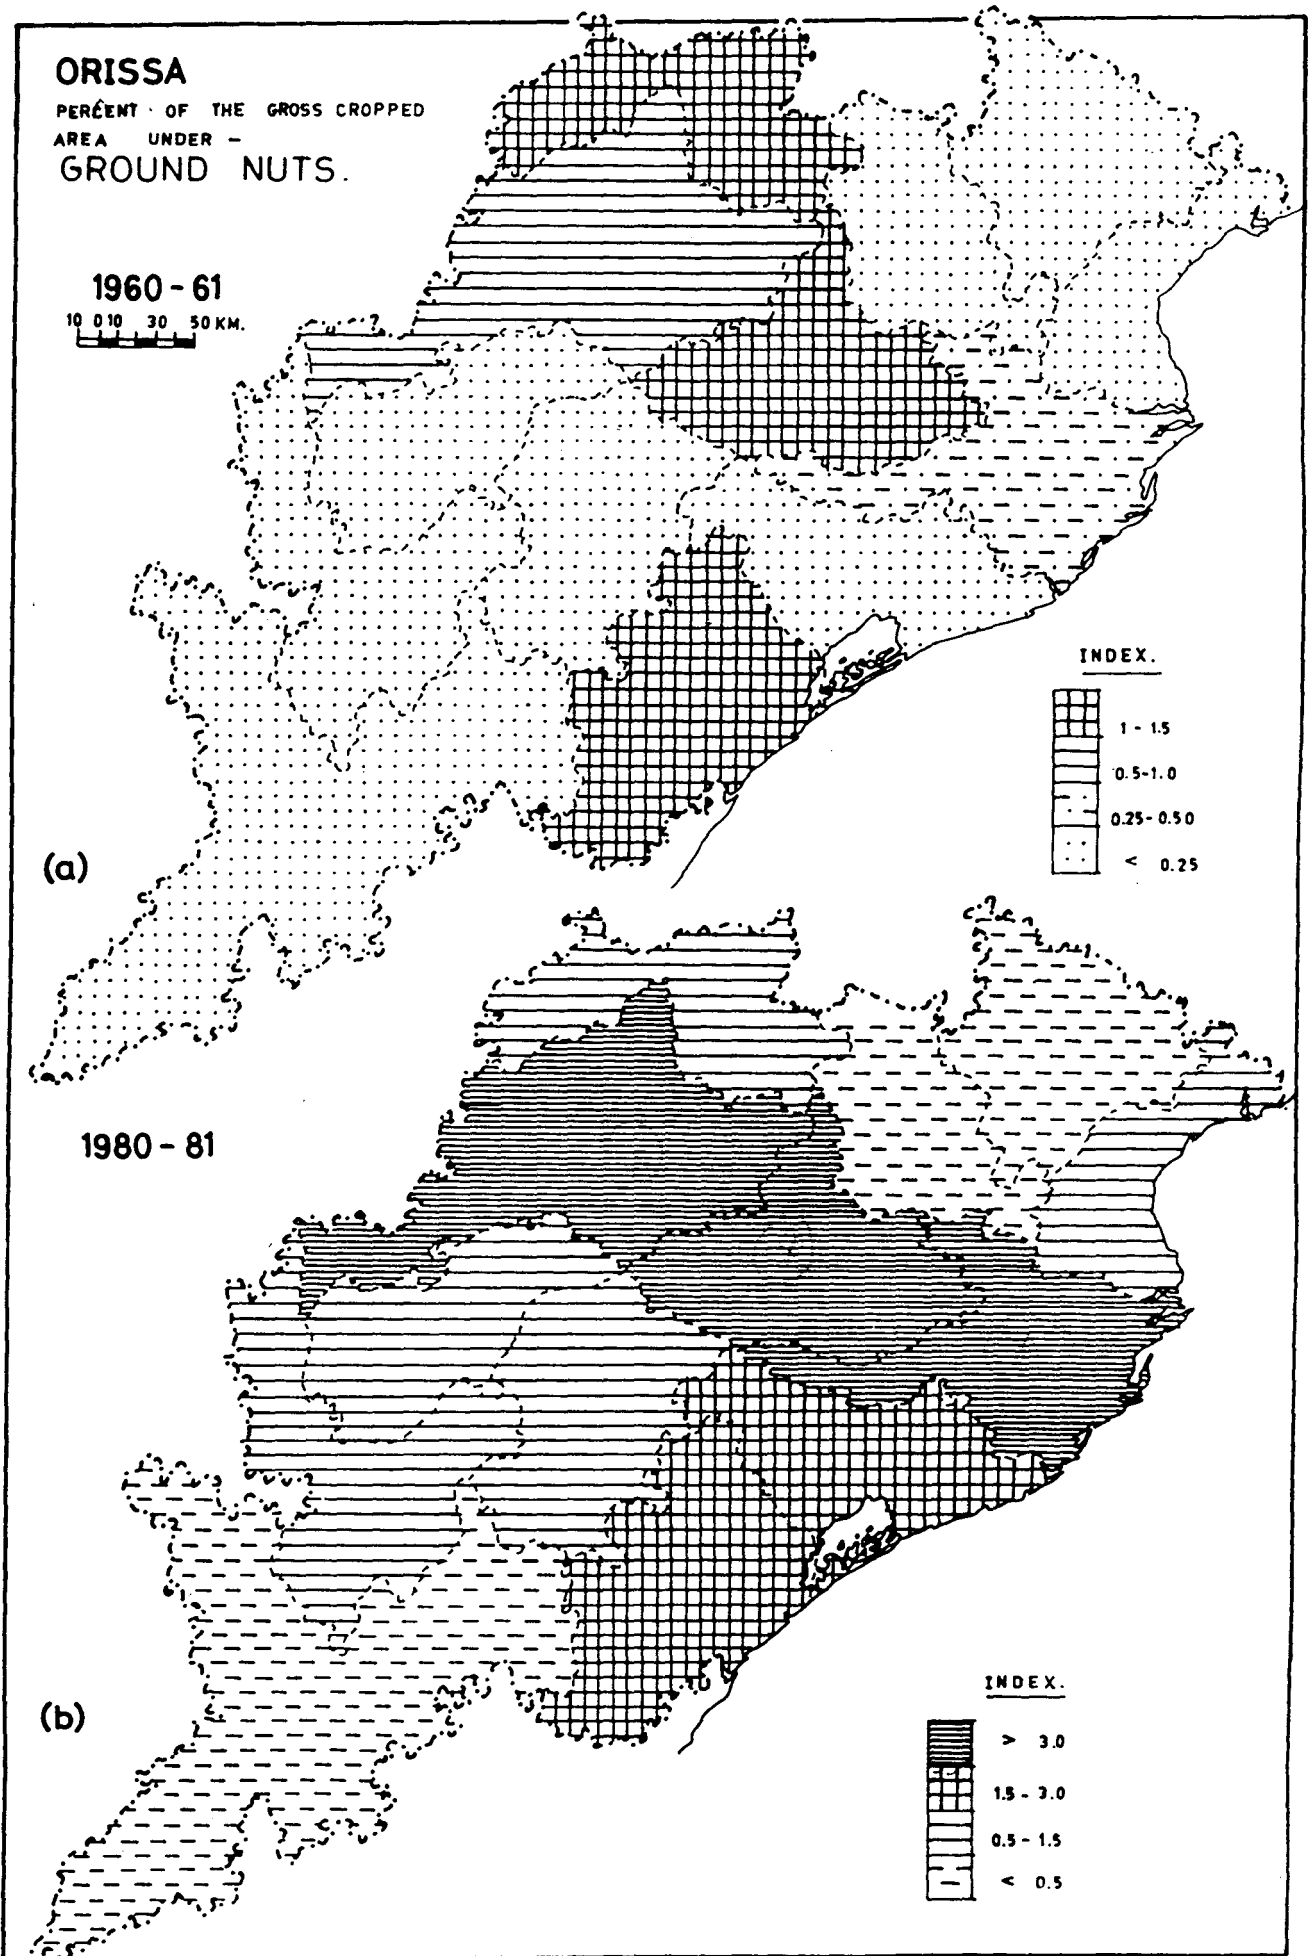 ORISSA
PERCENT OF THE GROSS CROPPED
AREA UNDER -
GROUND NUTS.
1960 - 61
10 0 10 30 50 KM.
INDEX.
1 - 1.5
0.5 - 1.0
0.25 - 0.50
< 0.25
(a)
1980 - 81
(b)
INDEX.
> 3.0
1.5 - 3.0
0.5 - 1.5
< 0.5